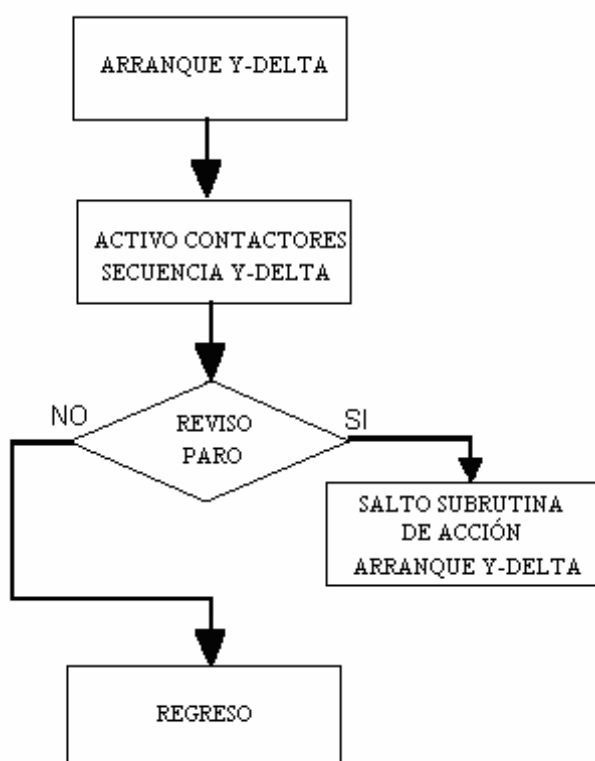 ARRANQUE Y-DELTA
ACTIVO CONTACTORES
SECUENCIA Y-DELTA
NO
REVISO
PARO
SI
SALTO SUBRUTINA
DE ACCIÓN
ARRANQUE Y-DELTA
REGRESO